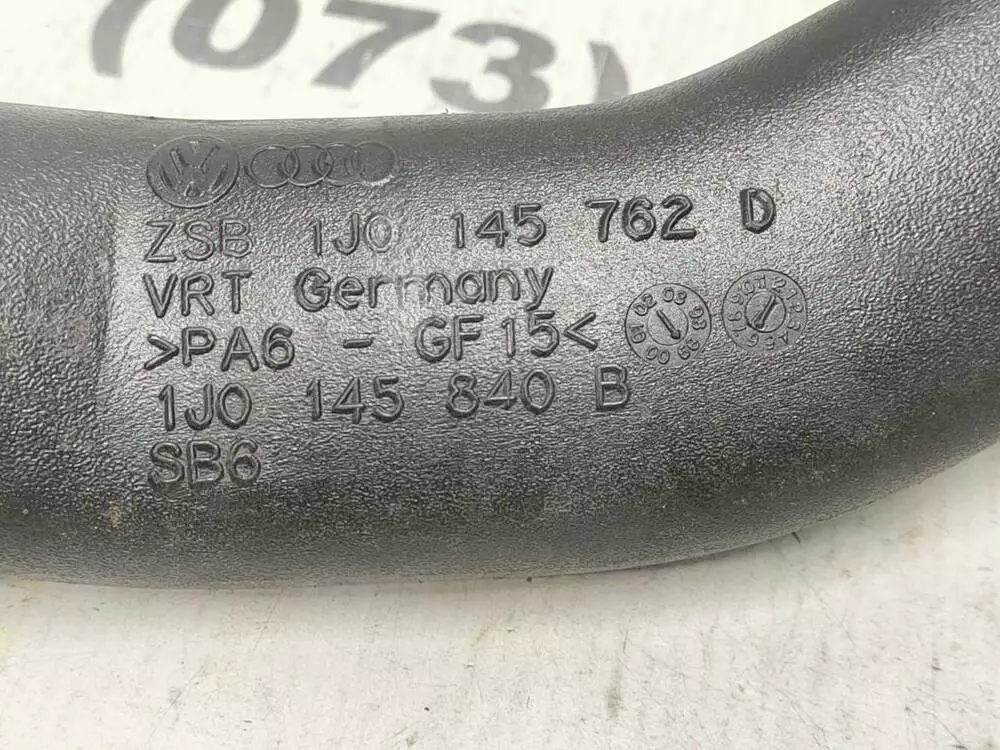 (073)
ZSB 1J0 145 762 D
VRT Germany
>PA6 - GF15<
1J0 145 840 B
SB6